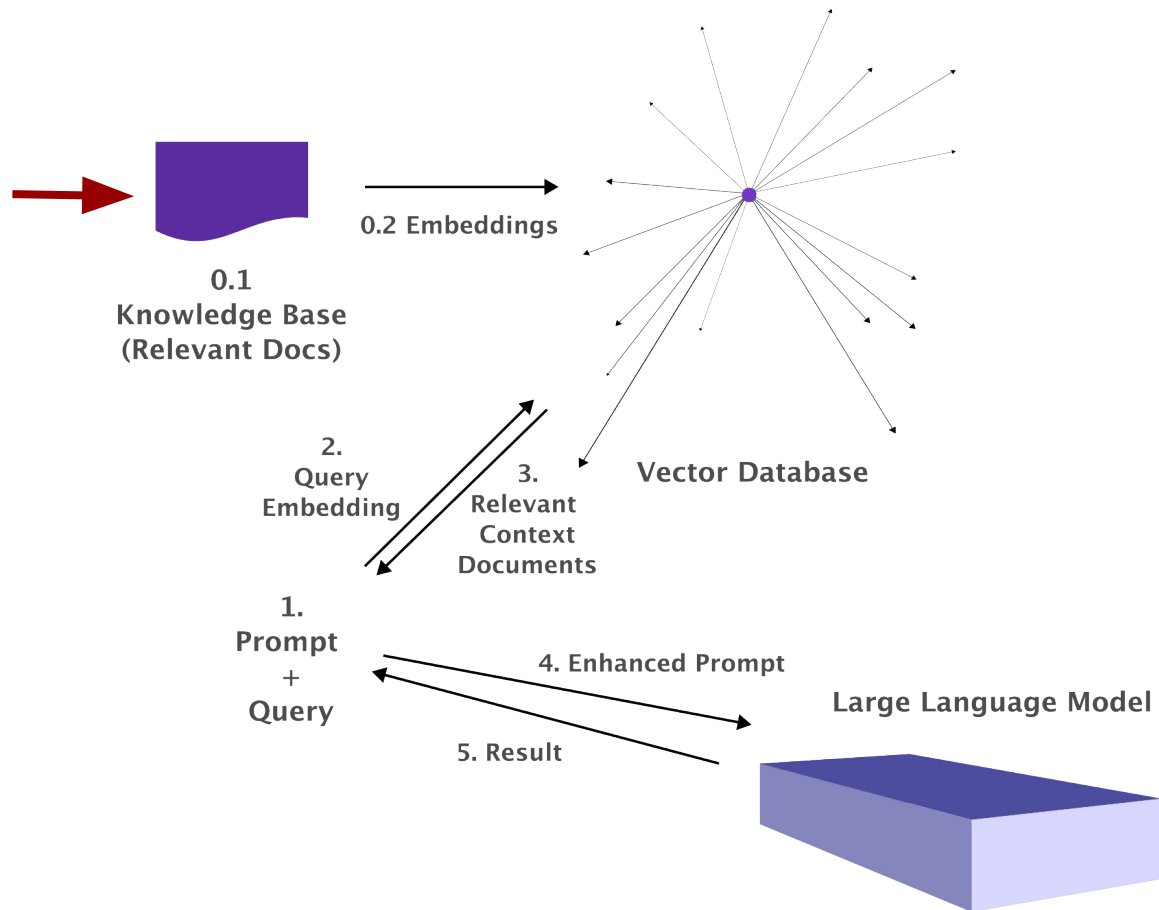 0.1
Knowledge Base
(Relevant Docs)
0.2 Embeddings
Vector Database
2.
Query
Embedding
3.
Relevant
Context
Documents
1.
Prompt
+
Query
4. Enhanced Prompt
5. Result
Large Language Model